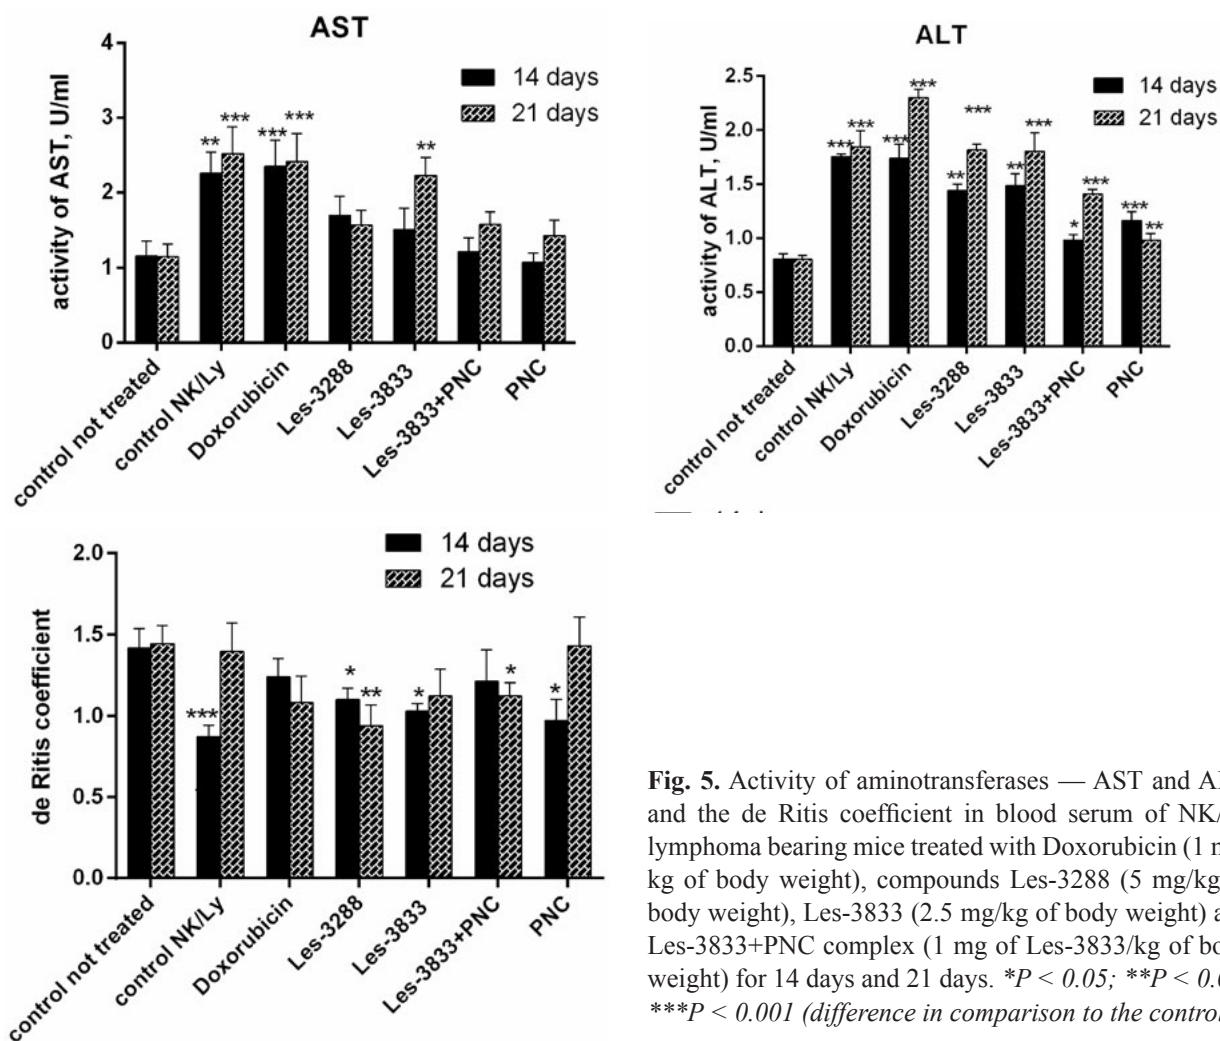 AST
14 days
21 days
activity of AST, U/ml
4
3
2
1
0
** *** *** *** **
control not treated
control NK/Ly
Doxorubicin
Les-3288
Les-3833
Les-3833+PNC
PNC
ALT
14 days
21 days
activity of ALT, U/ml
2.5
2.0
1.5
1.0
0.5
0.0
*** *** *** *** ** *** ** *** * *** *** **
control not treated
control NK/Ly
Doxorubicin
Les-3288
Les-3833
Les-3833+PNC
PNC
14 days
21 days
de Ritis coefficient
2.0
1.5
1.0
0.5
0.0
*** * ** * * *
control not treated
control NK/Ly
Doxorubicin
Les-3288
Les-3833
Les-3833+PNC
PNC
Fig. 5. Activity of aminotransferases — AST and
and the de Ritis coefficient in blood serum of
lymphoma bearing mice treated with Doxorubicin (1
kg of body weight), compounds Les-3288 (5 mg/kg
body weight), Les-3833 (2.5 mg/kg of body weight)
Les-3833+PNC complex (1 mg of Les-3833/kg of
weight) for 14 days and 21 days. *P < 0.05; **P <
***P < 0.001 (difference in comparison to the control